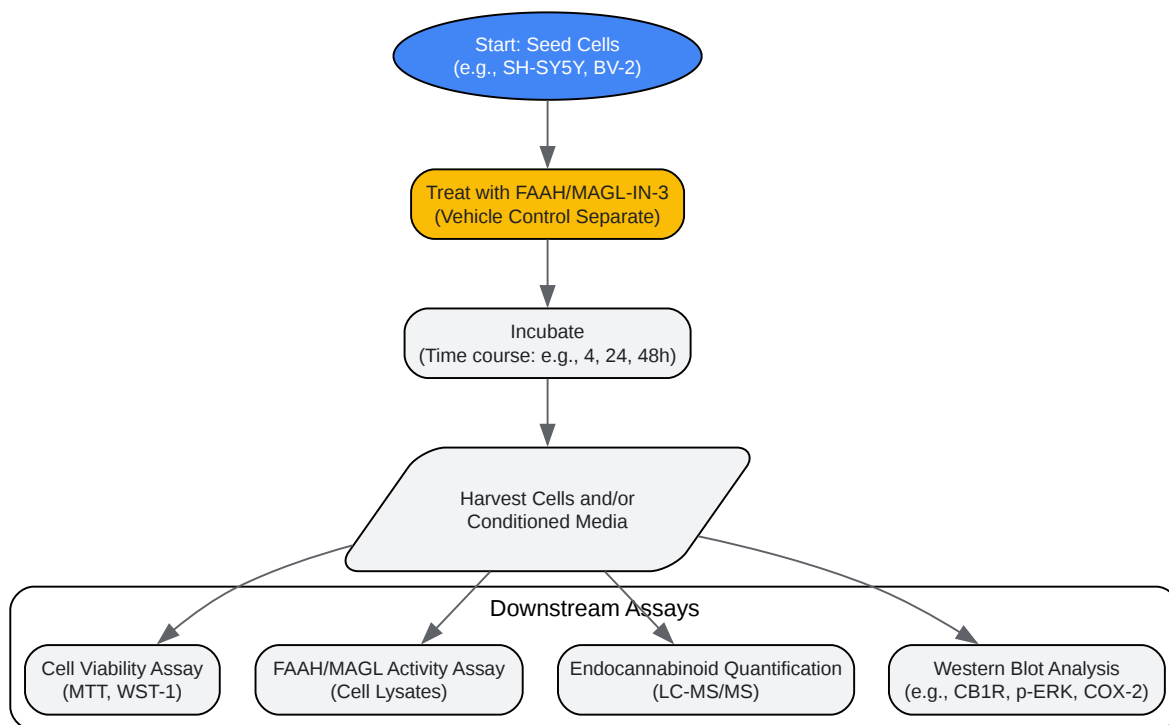 Start: Seed Cells
(e.g., SH-SY5Y, BV-2)
Treat with FAAH/MAGL-IN-3
(Vehicle Control Separate)
Incubate
(Time course: e.g., 4, 24, 48h)
Harvest Cells and/or
Conditioned Media
Downstream Assays
Cell Viability Assay
(MTT, WST-1)
FAAH/MAGL Activity Assay
(Cell Lysates)
Endocannabinoid Quantification
(LC-MS/MS)
Western Blot Analysis
(e.g., CB1R, p-ERK, COX-2)